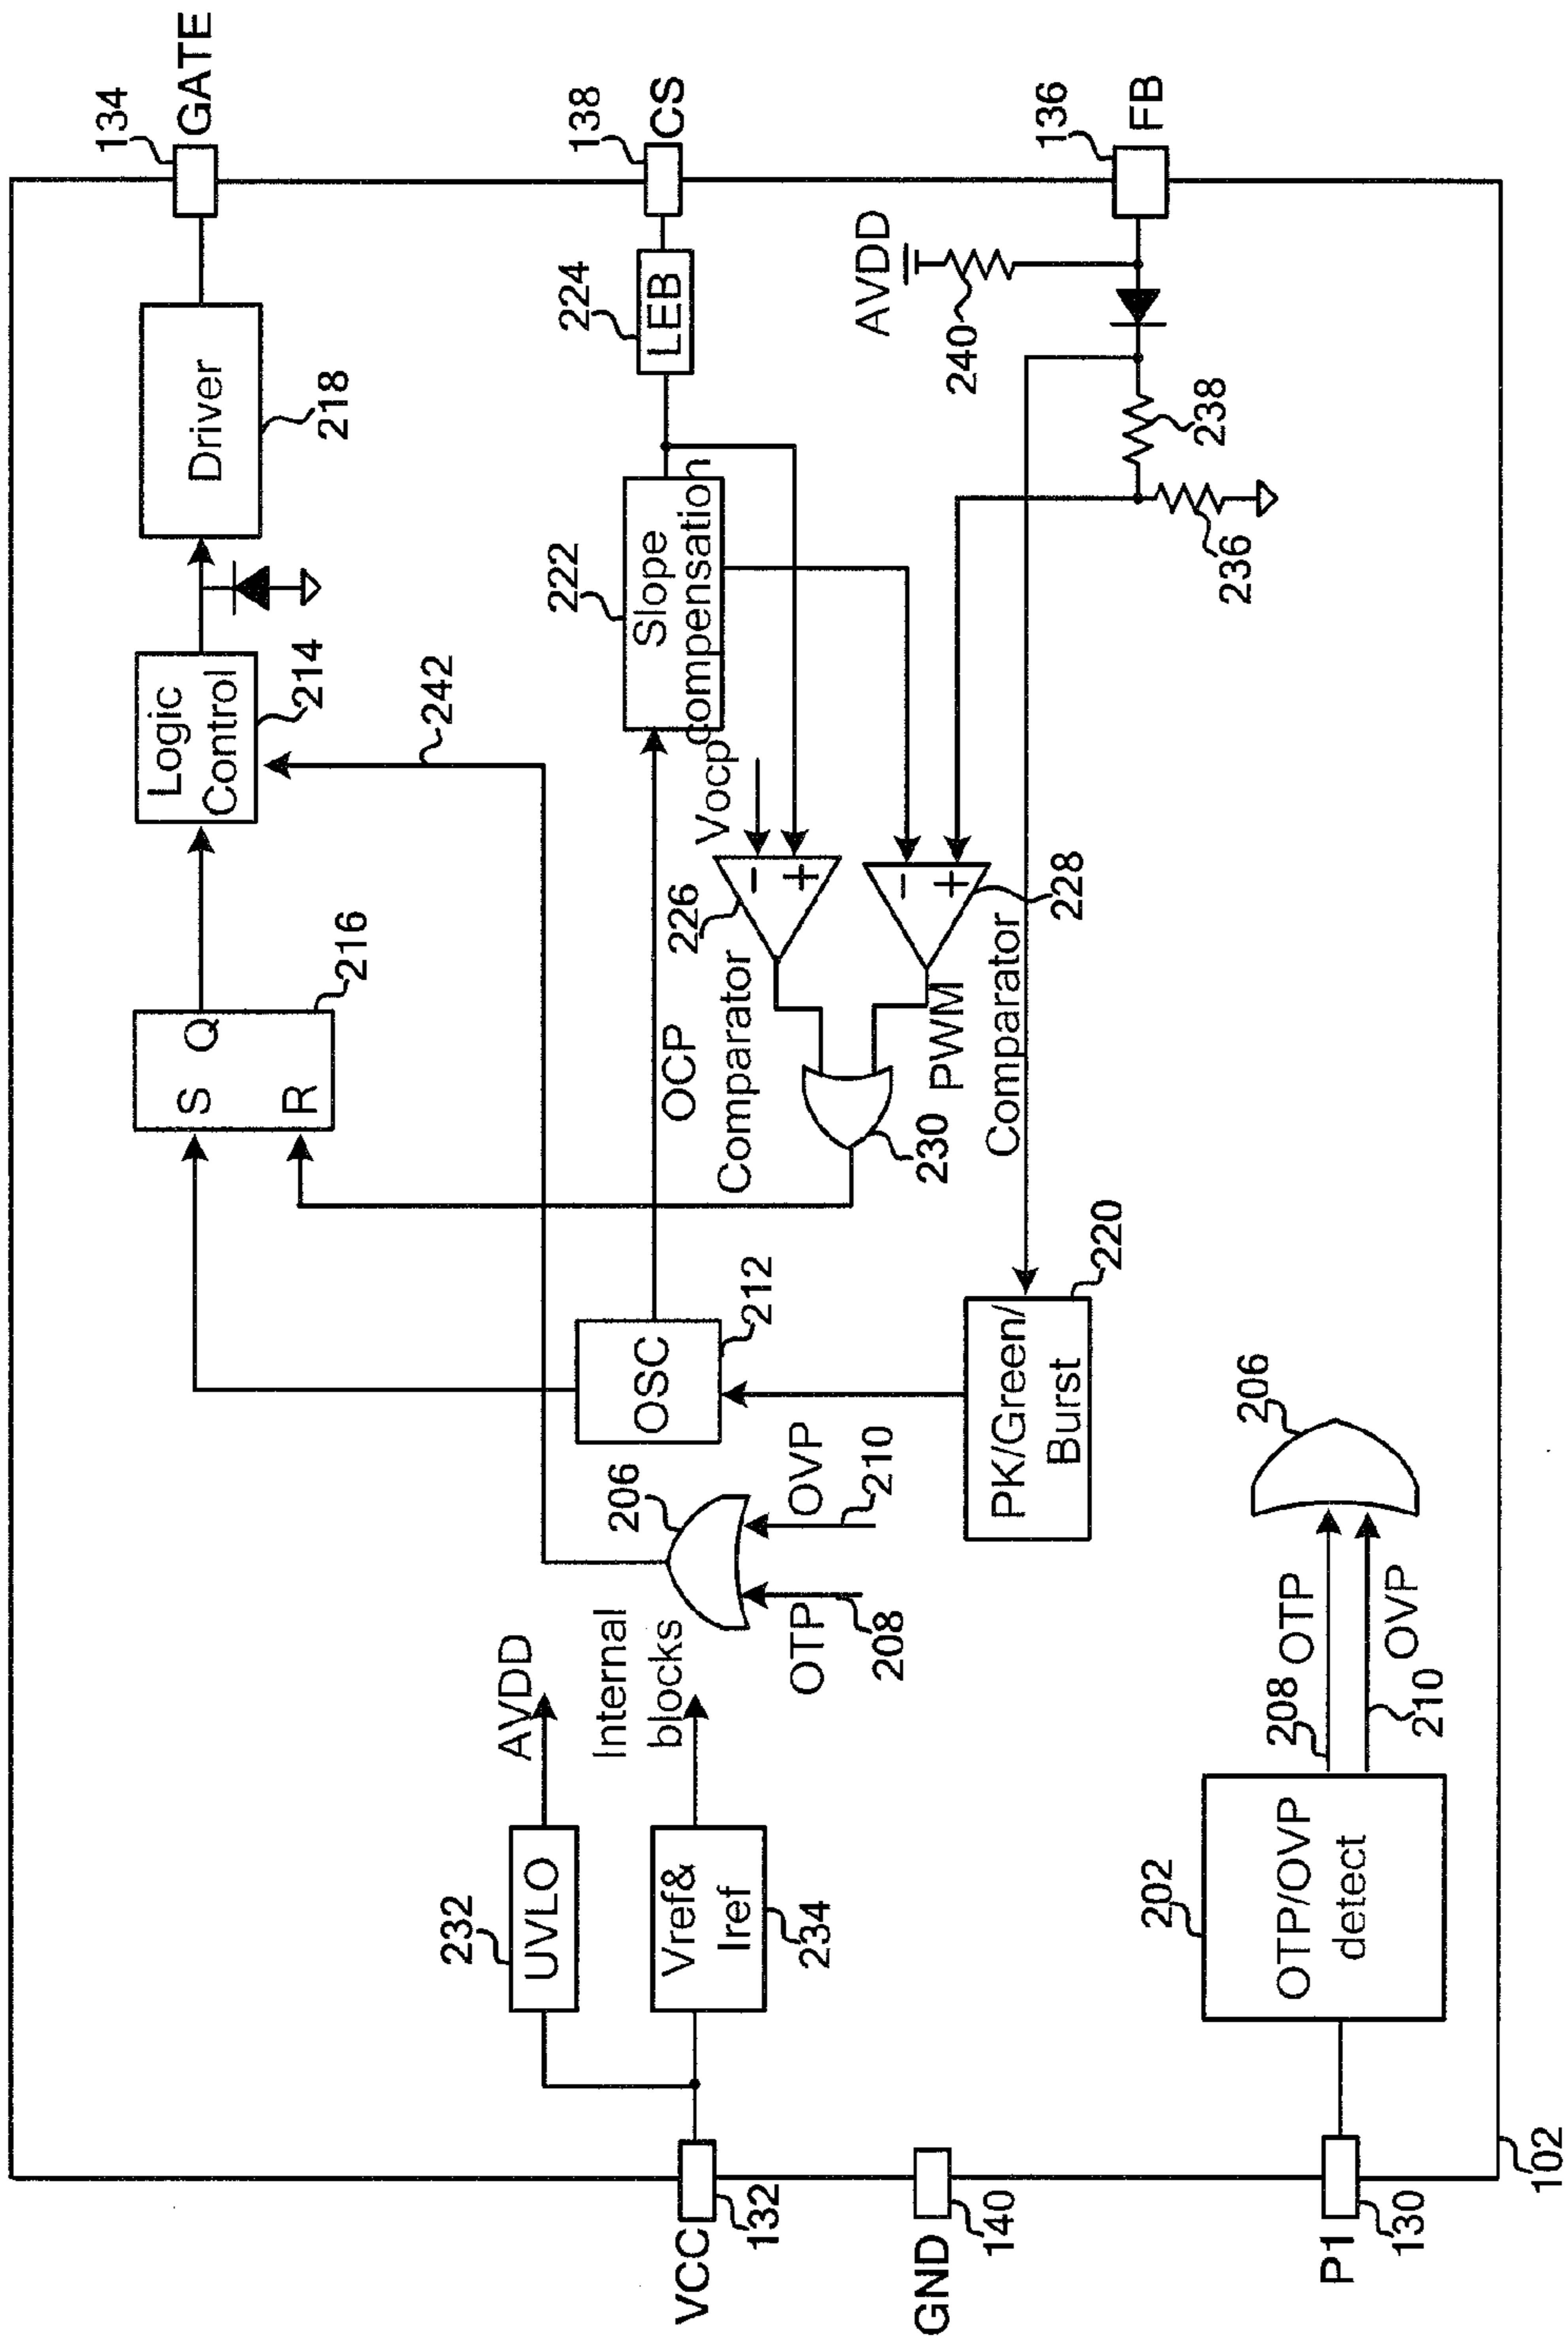 134
GATE
Driver
218
Logic
Control
214
242
S Q
R
216
138
CS
LEB
224
Slope
compensation
222
Vocp
OCP
Comparator
226
-
+
-
+
228
PWM
Comparator
230
136
FB
AVDD
240
238
236
OSC
212
PK/Green/
Burst
220
206
OTP
208
OVP
210
AVDD
Internal
blocks
UVLO
232
Vref&
Iref
234
VCC
132
GND
140
P1
130
OTP/OVP
detect
202
208 OTP
OVP
210
206
102